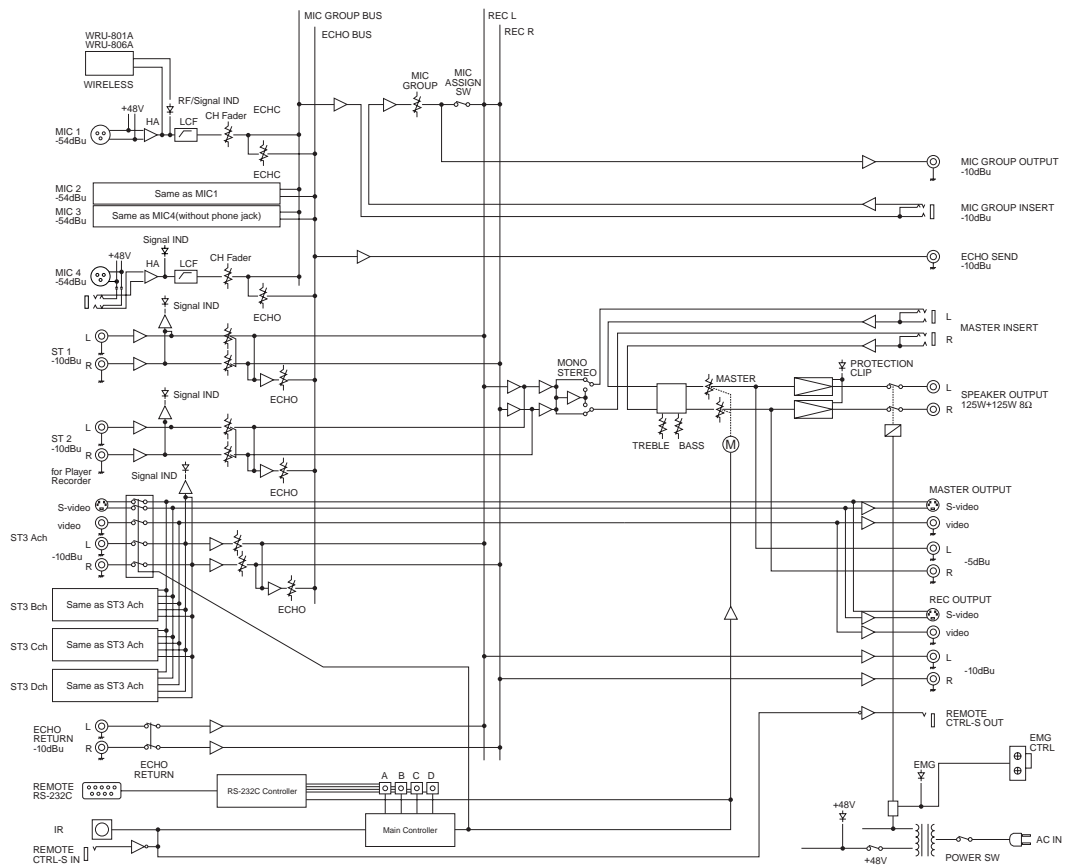 MIC GROUP BUS
ECHO BUS
REC L
REC R
WRU-801A
WRU-806A
WIRELESS
RF/Signal IND
+48V
HA
LCF
CH Fader
ECHC
MIC 1
-54dBu
ECHC
MIC
GROUP
MIC
ASSIGN
SW
MIC GROUP OUTPUT
-10dBu
MIC 2
-54dBu
Same as MIC1
MIC 3
-54dBu
Same as MIC4(without phone jack)
MIC GROUP INSERT
-10dBu
Signal IND
+48V
HA
LCF
CH Fader
MIC 4
-54dBu
ECHO
ECHO SEND
-10dBu
Signal IND
L
ST 1
-10dBu
R
ECHO
L
MASTER INSERT
R
MONO
STEREO
MASTER
PROTECTION
CLIP
L
SPEAKER OUTPUT
125W+125W 8Ω
R
TREBLE
BASS
M
Signal IND
L
ST 2
-10dBu
R
for Player
Recorder
ECHO
Signal IND
S-video
video
ST3 Ach
L
-10dBu
R
ECHO
MASTER OUTPUT
S-video
video
L
-5dBu
R
ST3 Bch
Same as ST3 Ach
ST3 Cch
Same as ST3 Ach
ST3 Dch
Same as ST3 Ach
REC OUTPUT
S-video
video
L
-10dBu
R
ECHO
RETURN
-10dBu
L
R
ECHO
RETURN
REMOTE
CTRL-S OUT
EMG
CTRL
EMG
REMOTE
RS-232C
RS-232C Controller
A
B
C
D
IR
Main Controller
REMOTE
CTRL-S IN
+48V
+48V
POWER SW
AC IN